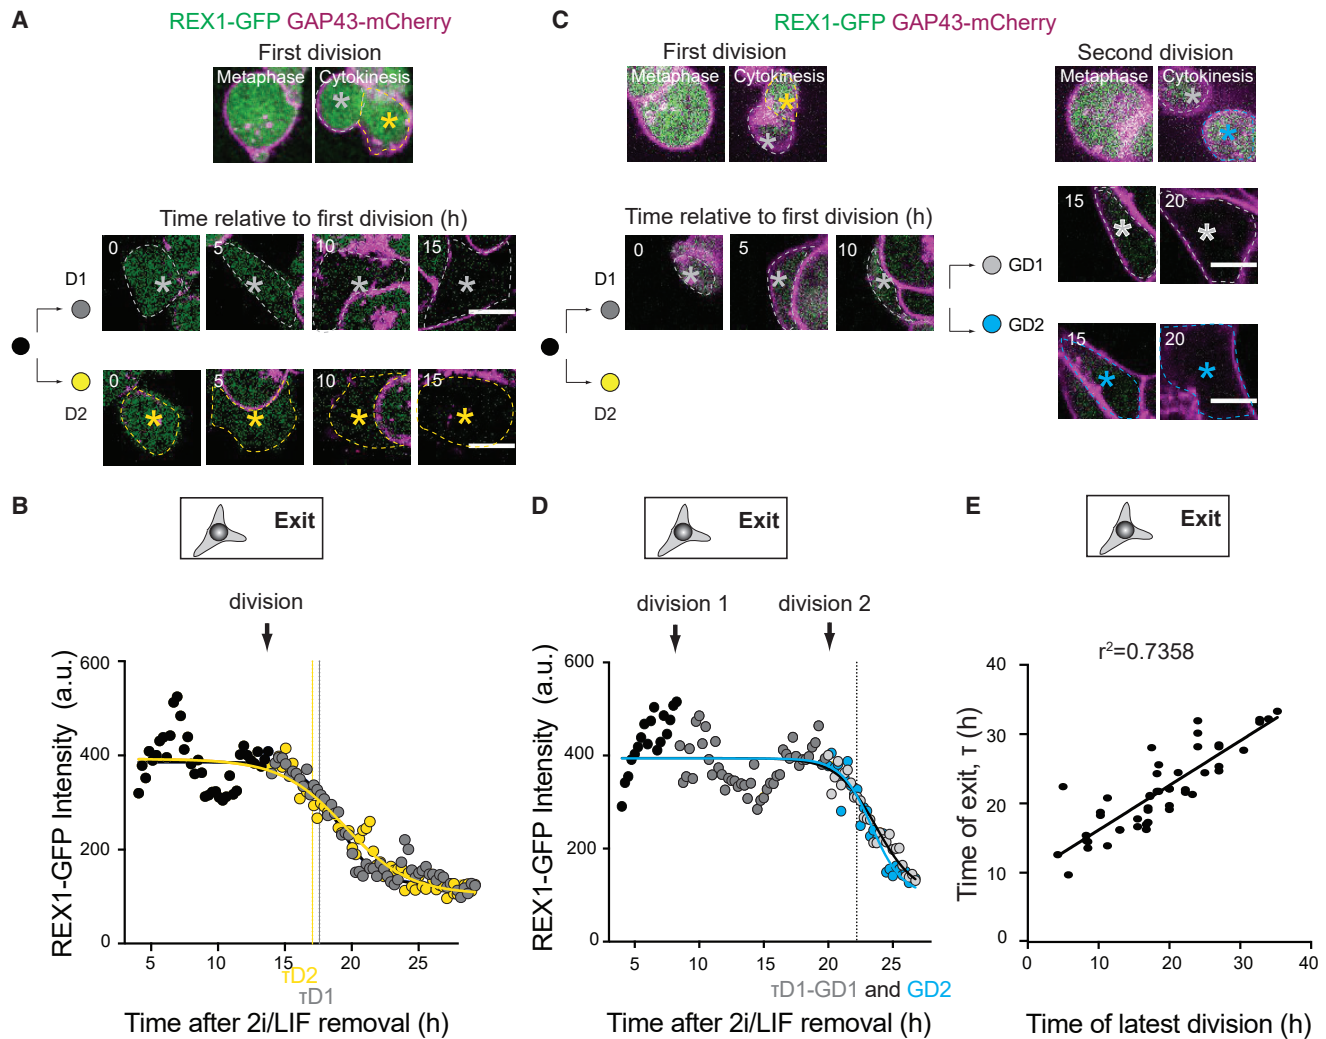 A
REX1-GFP GAP43-mCherry
First division
Metaphase Cytokinesis
Time relative to first division (h)
D1
0 5 10 15
D2
0 5 10 15
C
REX1-GFP GAP43-mCherry
First division
Metaphase Cytokinesis
Second division
Metaphase Cytokinesis
Time relative to first division (h)
D1
0 5 10
D2
GD1
15 20
GD2
15 20
B
Exit
division
REX1-GFP Intensity (a.u.)
600
400
200
0
5 10 15 20 25
τD2
τD1
Time after 2i/LIF removal (h)
D
Exit
division 1 division 2
REX1-GFP Intensity (a.u.)
600
400
200
0
5 10 15 20 25
τD1-GD1 and GD2
Time after 2i/LIF removal (h)
E
Exit
r²=0.7358
Time of exit, τ (h)
40
30
20
10
0
0 10 20 30 40
Time of latest division (h)